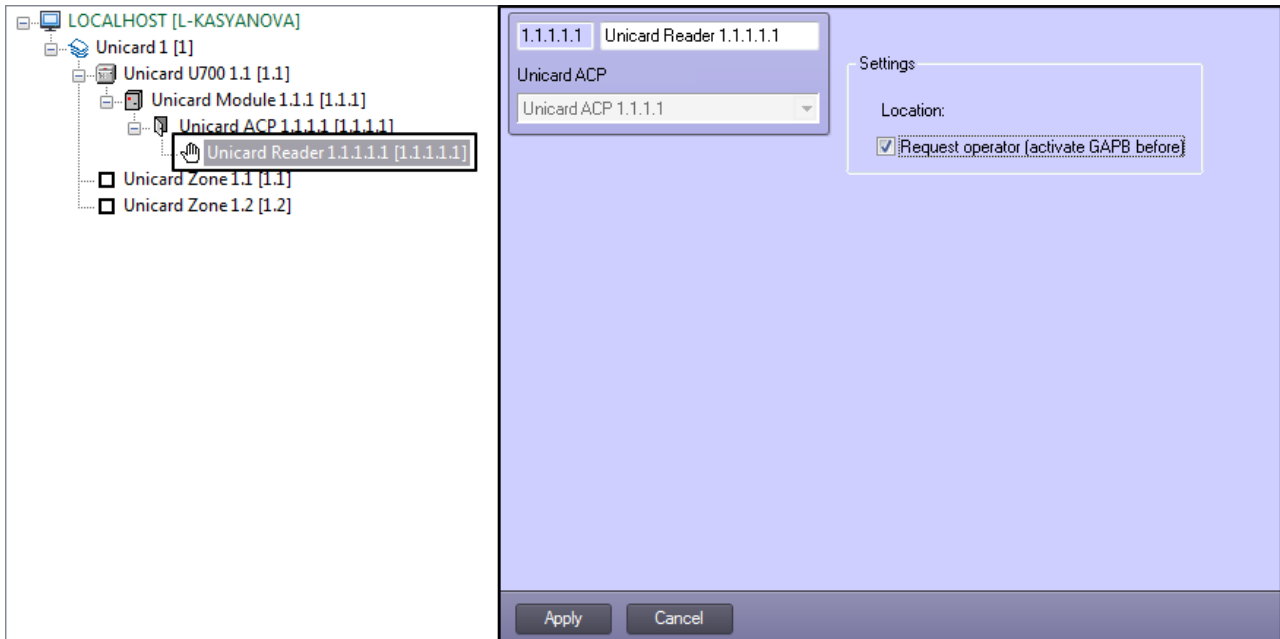 LOCALHOST [L-KASYANOVA]
Unicard 1 [1]
Unicard U700 1.1 [1.1]
Unicard Module 1.1.1 [1.1.1]
Unicard ACP 1.1.1.1 [1.1.1.1]
Unicard Reader 1.1.1.1.1 [1.1.1.1.1]
Unicard Zone 1.1 [1.1]
Unicard Zone 1.2 [1.2]
1.1.1.1.1 Unicard Reader 1.1.1.1.1
Unicard ACP
Unicard ACP 1.1.1.1
Settings
Location:
Request operator (activate GAPB before)
Apply Cancel